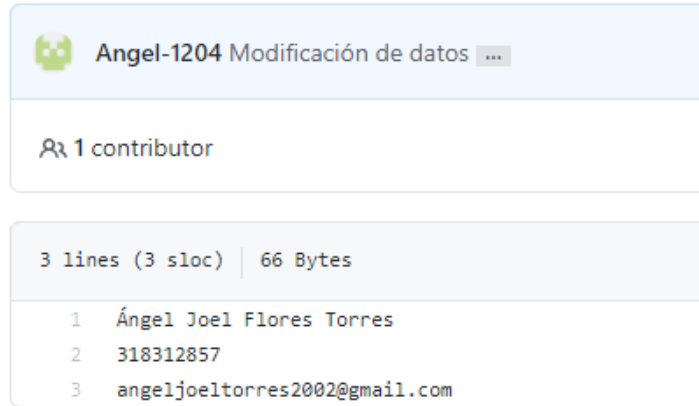 Angel-1204 Modificación de datos ...
1 contributor
3 lines (3 sloc) 66 Bytes
1 Ángel Joel Flores Torres
2 318312857
3 angeljoeltorres2002@gmail.com